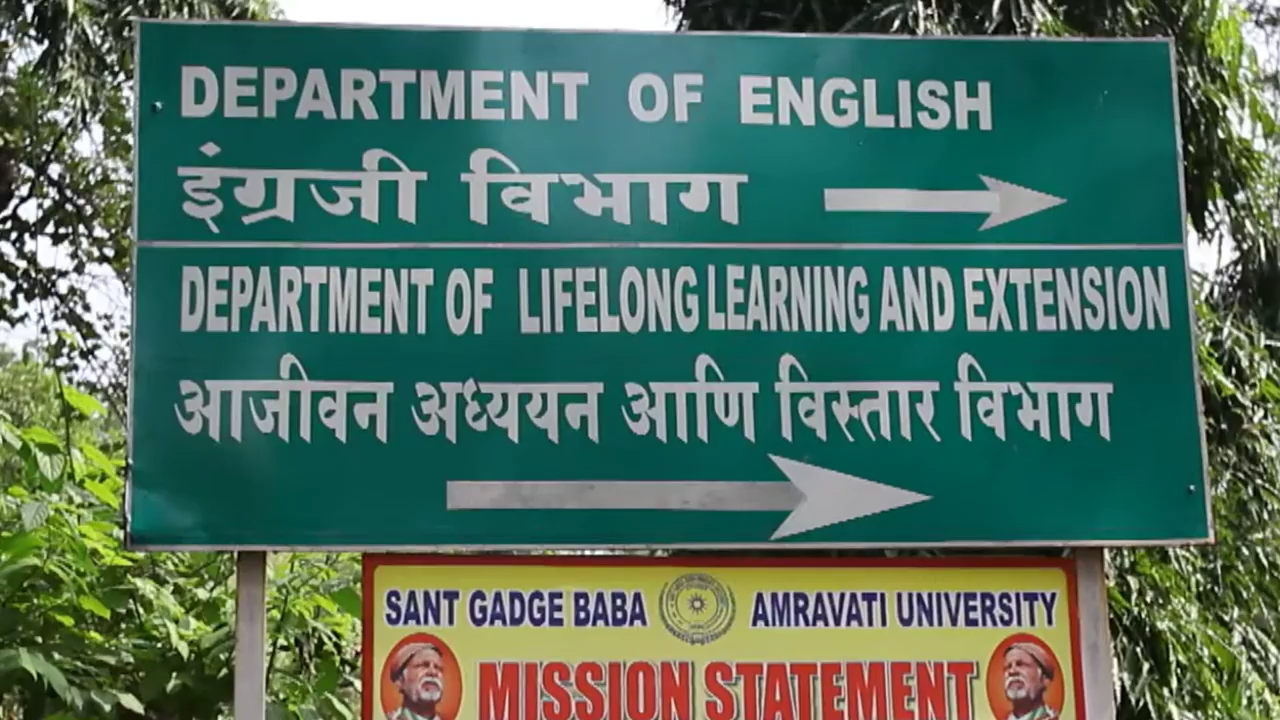 DEPARTMENT OF ENGLISH
इंग्रजी विभाग
DEPARTMENT OF LIFELONG LEARNING AND EXTENSION
आजीवन अध्ययन आणि विस्तार विभाग
SANT GADGE BABA AMRAVATI UNIVERSITY
MISSION STATEMENT